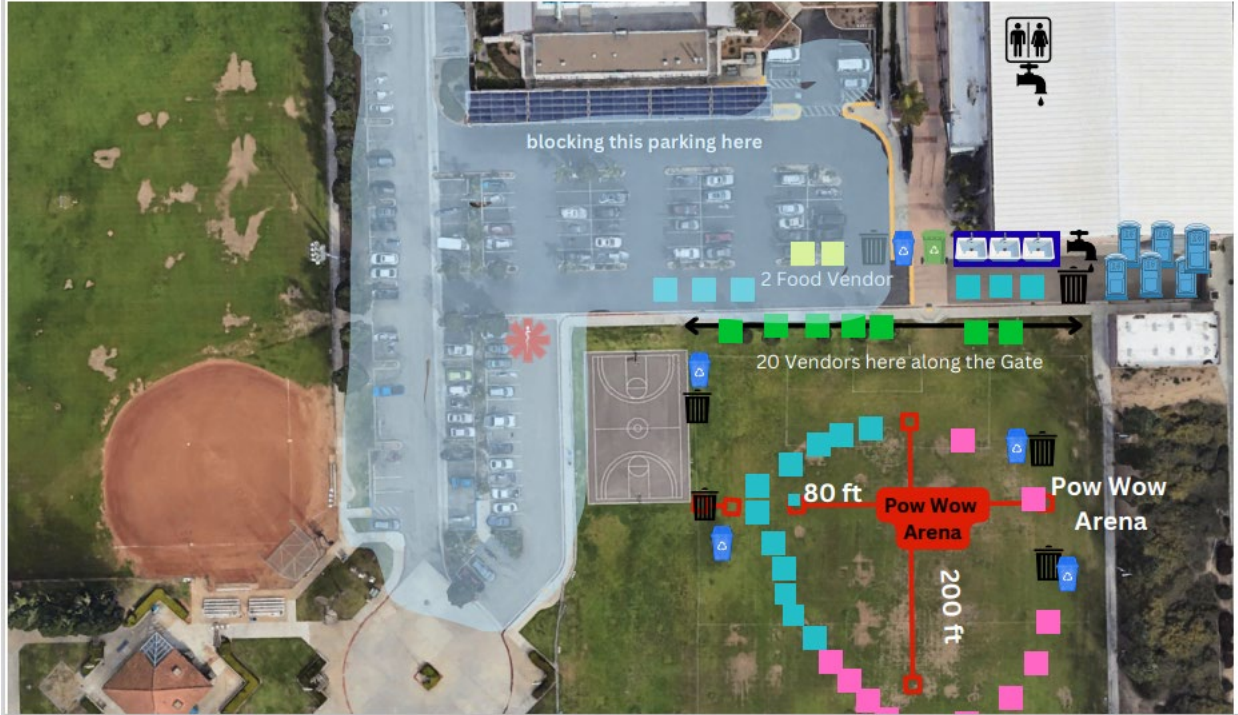 blocking this parking here
2 Food Vendor
20 Vendors here along the Gate
80 ft
Pow Wow
Arena
Pow Wow
Arena
200 ft